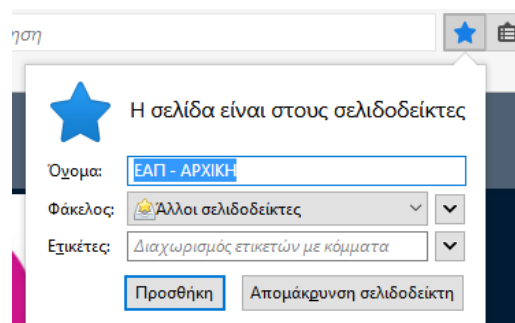 ηση
Η σελίδα είναι στους σελιδοδείκτες
Όνομα: ΕΑΠ - ΑΡΧΙΚΗ
Φάκελος: Άλλοι σελιδοδείκτες
Ετικέτες: Διαχωρισμός ετικετών με κόμματα
Προσθήκη Απομάκρυνση σελιδοδείκτη